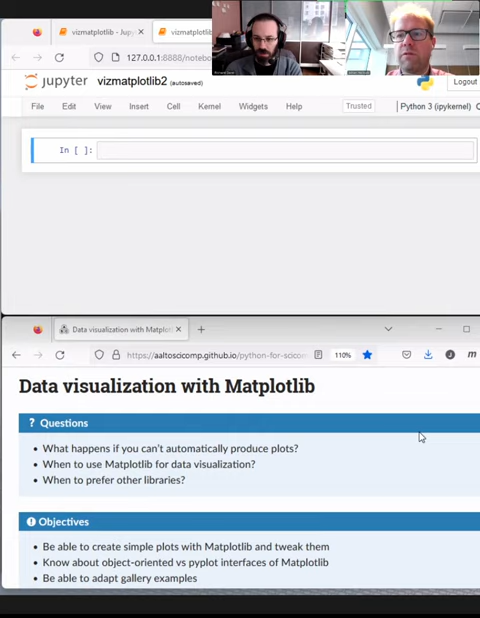 vizmatplotlib - Jupy
vizmatplotlib
127.0.0.1:8888/notebo
jupyter vizmatplotlib2 (autosaved)
Logout
File Edit View Insert Cell Kernel Widgets Help
Trusted
Python 3 (ipykernel)
In [ ]:
Data visualization with Matplotl
https://aaltoscicomp.github.io/python-for-scicom
110%
Data visualization with Matplotlib
? Questions
• What happens if you can't automatically produce plots?
• When to use Matplotlib for data visualization?
• When to prefer other libraries?
Objectives
• Be able to create simple plots with Matplotlib and tweak them
• Know about object-oriented vs pyplot interfaces of Matplotlib
• Be able to adapt gallery examples